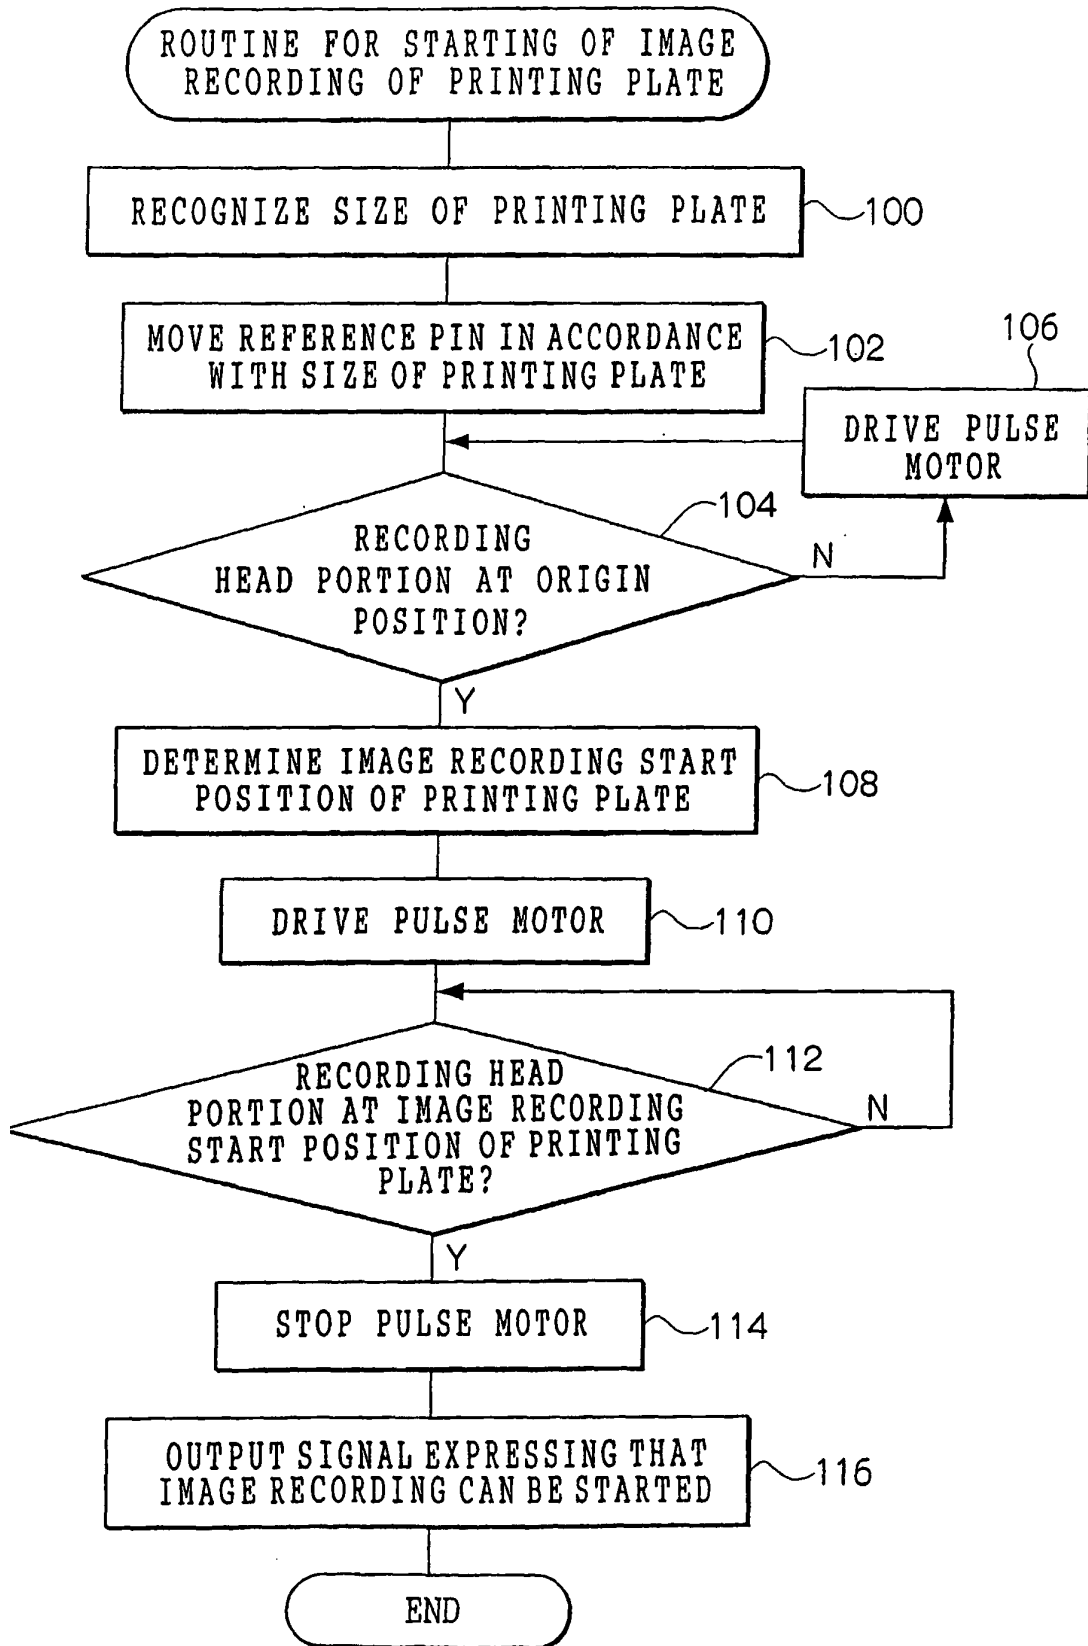 ROUTINE FOR STARTING OF IMAGE
RECORDING OF PRINTING PLATE
RECOGNIZE SIZE OF PRINTING PLATE
100
MOVE REFERENCE PIN IN ACCORDANCE
WITH SIZE OF PRINTING PLATE
102
106
DRIVE PULSE
MOTOR
104
RECORDING
HEAD PORTION AT ORIGIN
POSITION?
N
Y
DETERMINE IMAGE RECORDING START
POSITION OF PRINTING PLATE
108
DRIVE PULSE MOTOR
110
112
RECORDING HEAD
PORTION AT IMAGE RECORDING
START POSITION OF PRINTING
PLATE?
N
Y
STOP PULSE MOTOR
114
OUTPUT SIGNAL EXPRESSING THAT
IMAGE RECORDING CAN BE STARTED
116
END